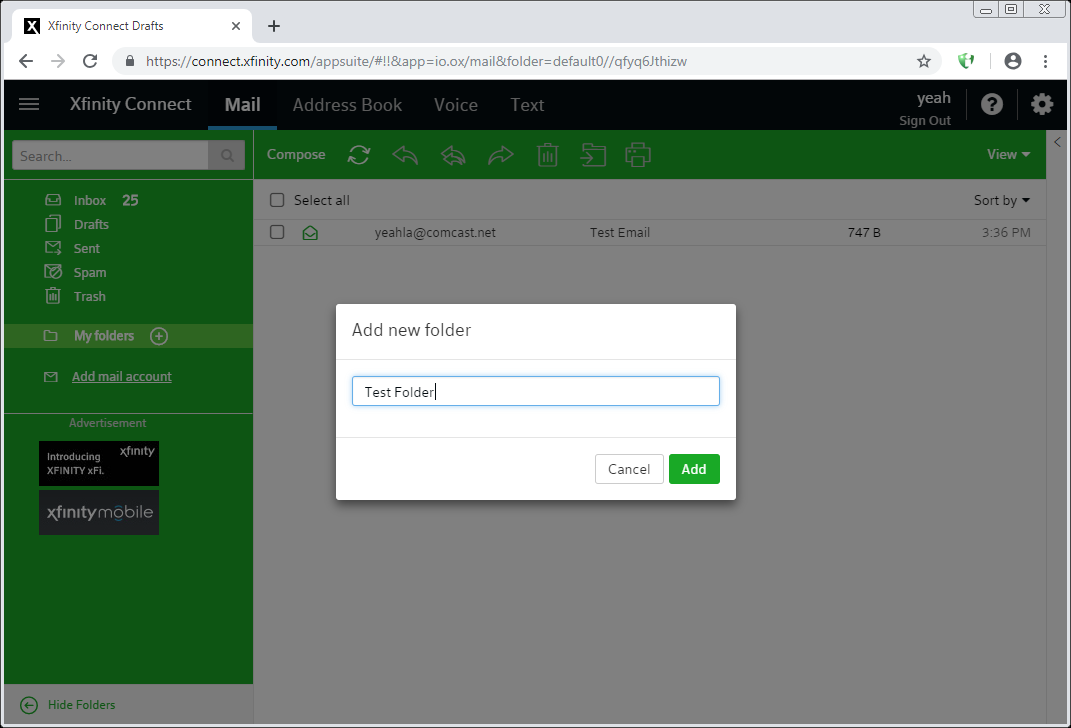 Xfinity Connect Drafts
https://connect.xfinity.com/appsuite/#!!&app=io.ox/mail&folder=default0//qfyq6Jthizw
Xfinity Connect
Mail
Address Book
Voice
Text
yeah
Sign Out
Search...
Compose
View
Select all
Sort by
yeahla@comcast.net
Test Email
747 B
3:36 PM
Inbox 25
Drafts
Sent
Spam
Trash
My folders
Add mail account
Advertisement
Introducing
XFINITY xFi.
xfinity
xfinity mobile
Hide Folders
Add new folder
Test Folder
Cancel
Add